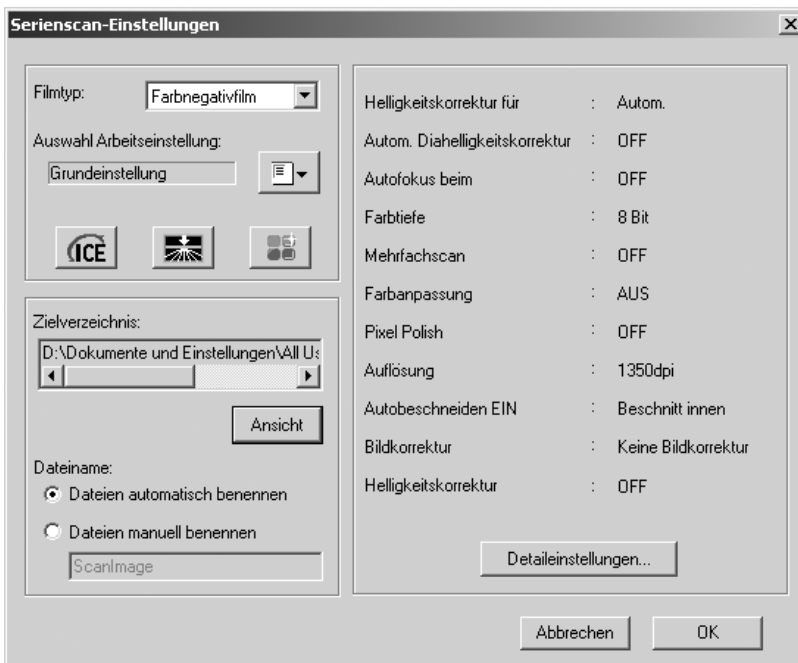 Serienscan-Einstellungen
Filmtyp:
Farbnegativfilm
Auswahl Arbeitseinstellung:
Grundeinstellung
ICE
Zielverzeichnis:
D:\Dokumente und Einstellungen\All Us
Ansicht
Dateiname:
Dateien automatisch benennen
Dateien manuell benennen
ScanImage
Helligkeitskorrektur für : Autom.
Autom. Diahelligkeitskorrektur : OFF
Autofokus beim : OFF
Farbtiefe : 8 Bit
Mehrfachscan : OFF
Farbanpassung : AUS
Pixel Polish : OFF
Auflösung : 1350dpi
Autobeschneiden EIN : Beschnitt innen
Bildkorrektur : Keine Bildkorrektur
Helligkeitskorrektur : OFF
Detaileinstellungen...
Abbrechen
OK